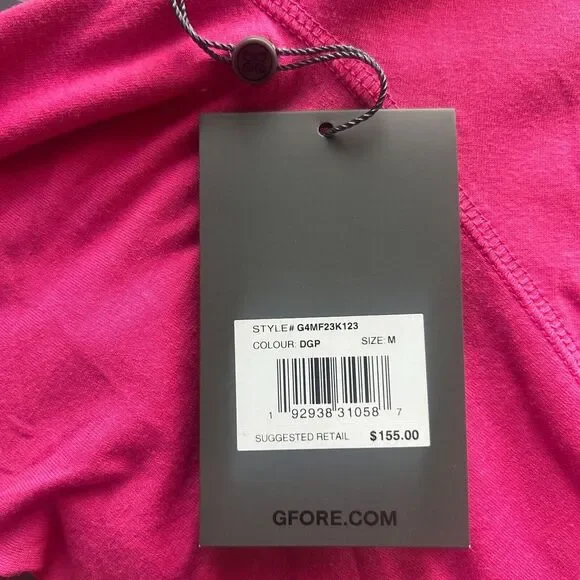 STYLE# G4MF23K123
COLOUR: DGP SIZE: M
1 92938 31058 7
SUGGESTED RETAIL $155.00
GFORE.COM